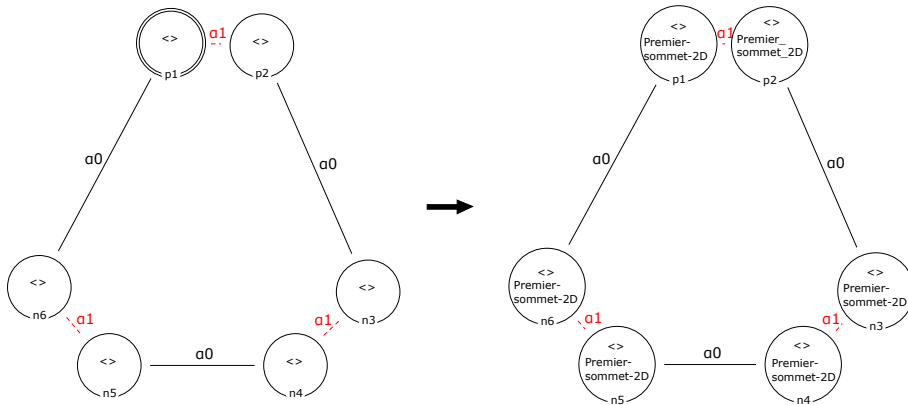 <>
p1
α1
<>
p2
α0
α0
<>
n6
α1
<>
n5
α0
<>
n4
α1
<>
n3
<>
Premier-
sommet-2D
p1
α1
<>
Premier_
sommet_2D
p2
α0
α0
<>
Premier-
sommet-2D
n6
α1
<>
Premier-
sommet-2D
n5
α0
<>
Premier-
sommet-2D
n4
α1
<>
Premier-
sommet-2D
n3